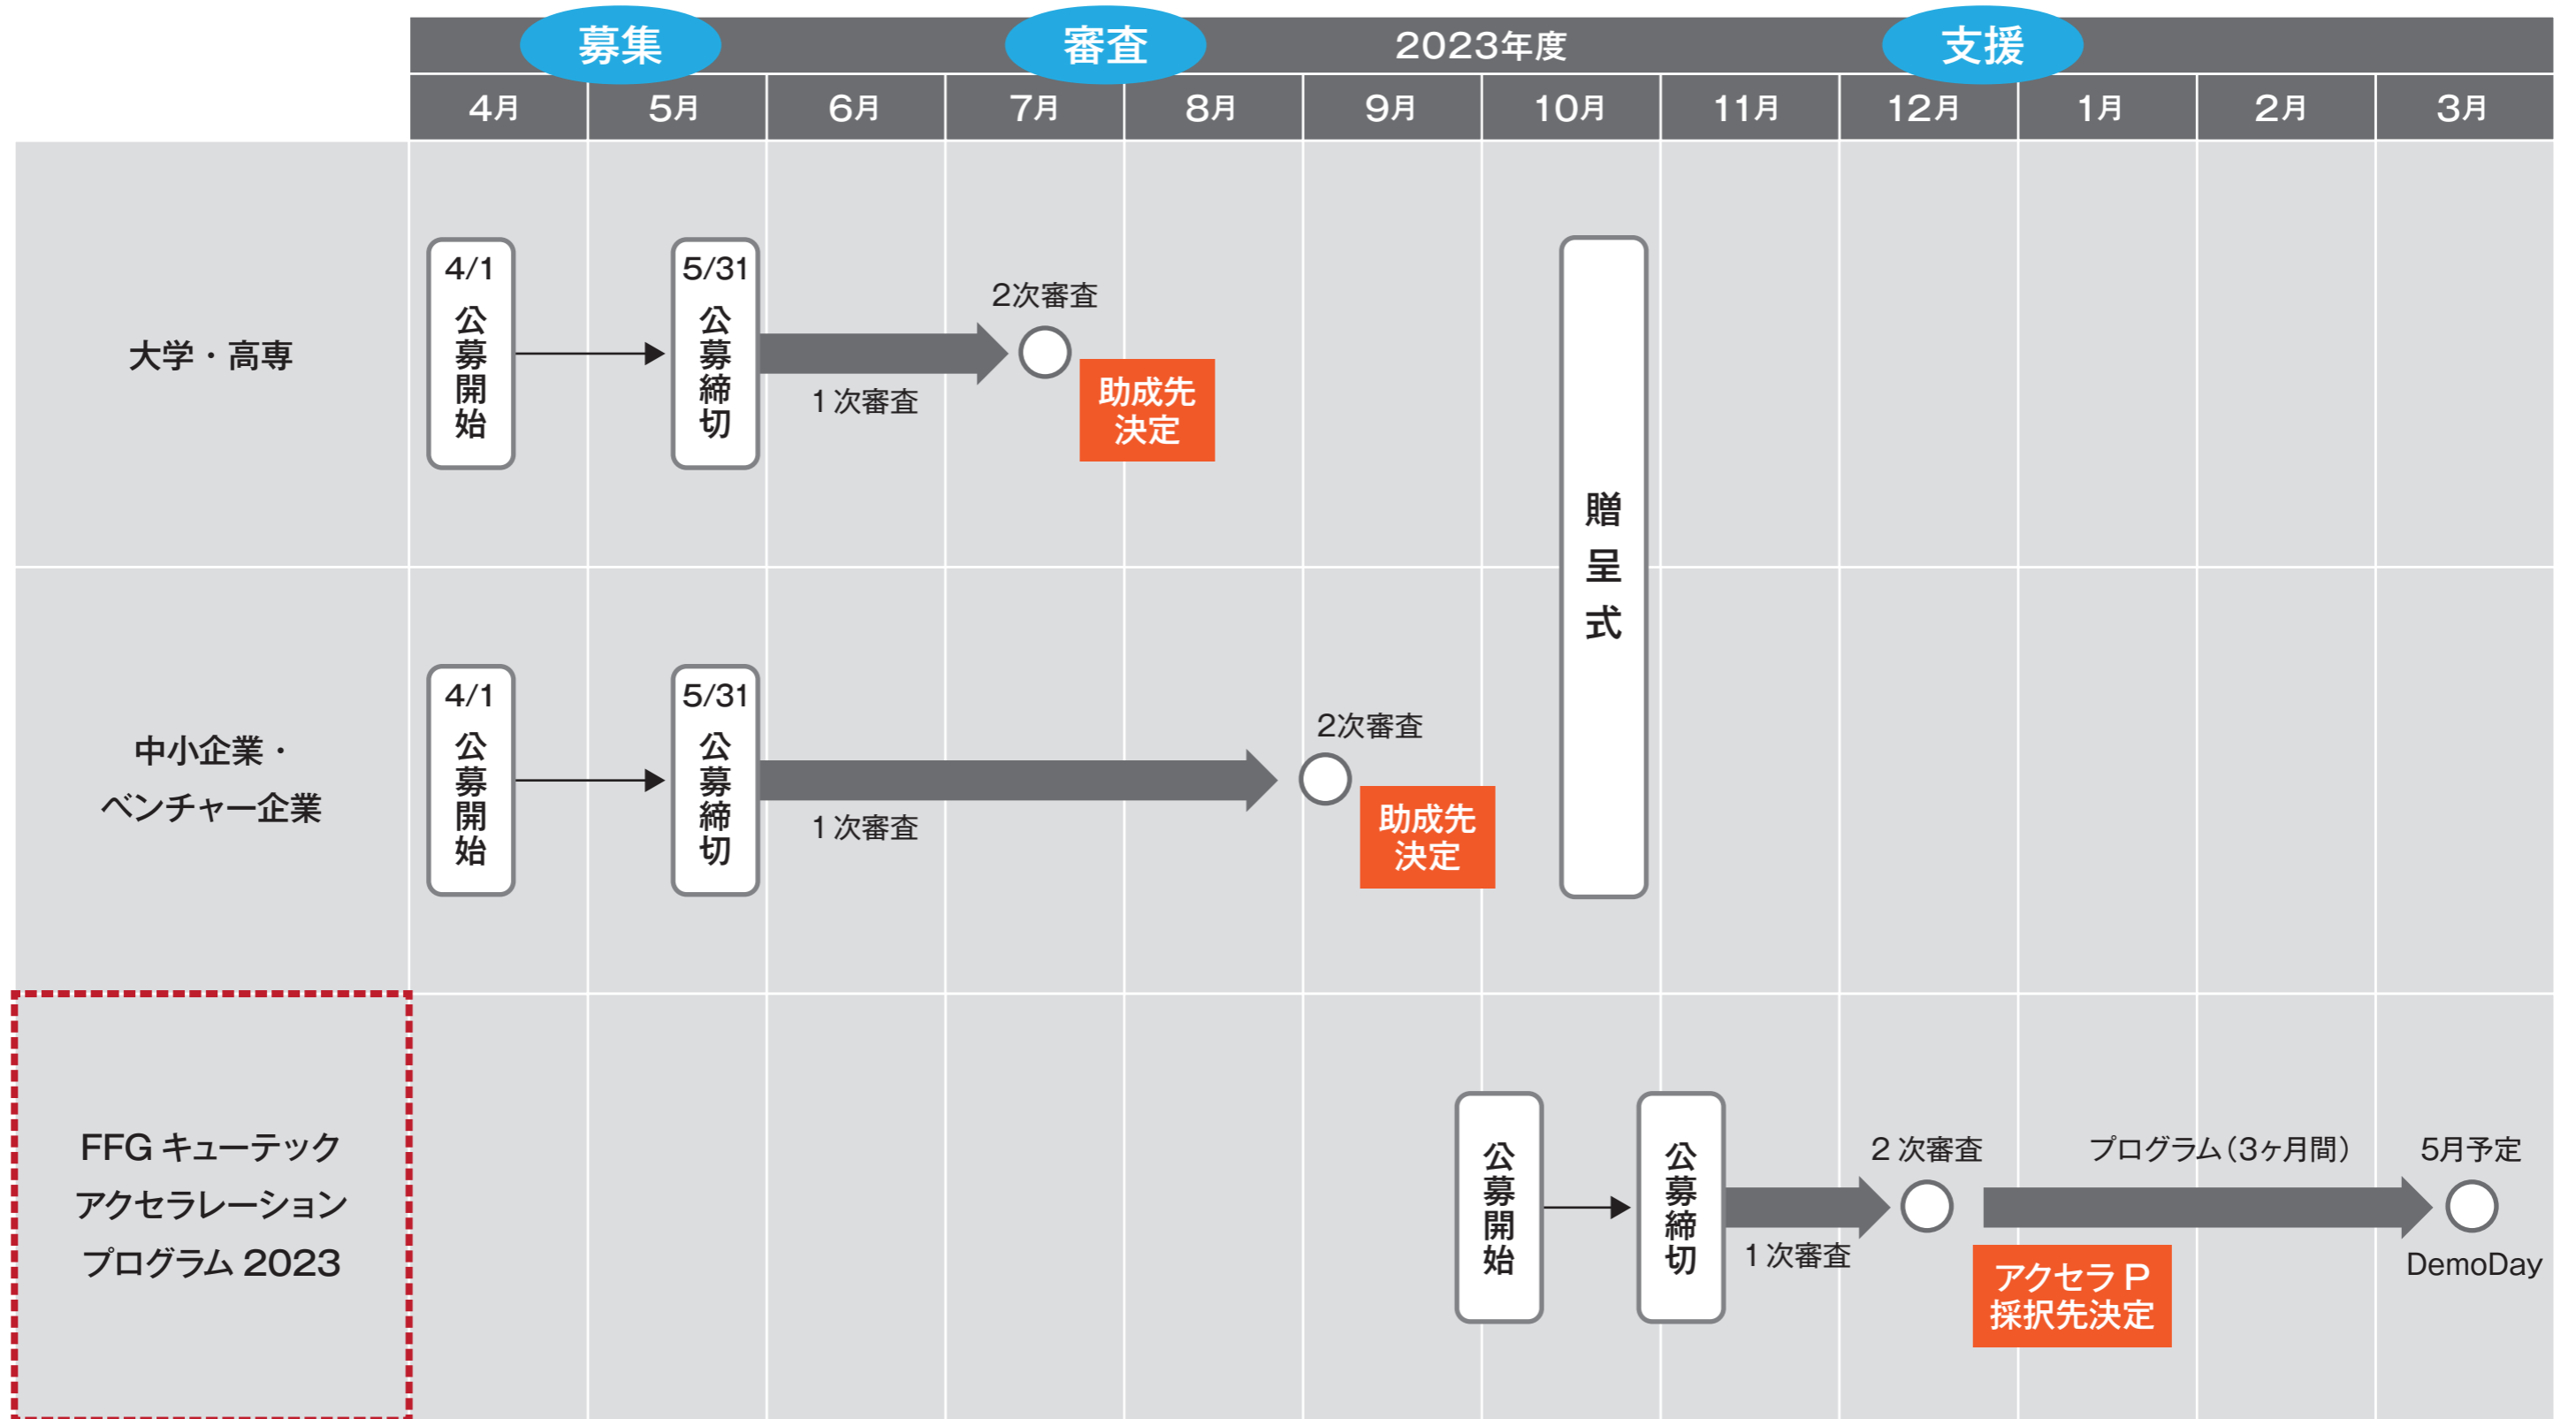 募集
審査
2023年度
支援
4月
5月
6月
7月
8月
9月
10月
11月
12月
1月
2月
3月
大学・高専
4/1
公募開始
5/31
公募締切
1次審査
2次審査
助成先
決定
贈呈式
中小企業・
ベンチャー企業
4/1
公募開始
5/31
公募締切
1次審査
2次審査
助成先
決定
FFG キューテック
アクセラレーション
プログラム 2023
公募開始
公募締切
1次審査
2次審査
アクセラ P
採択先決定
プログラム（3ヶ月間）
5月予定
DemoDay